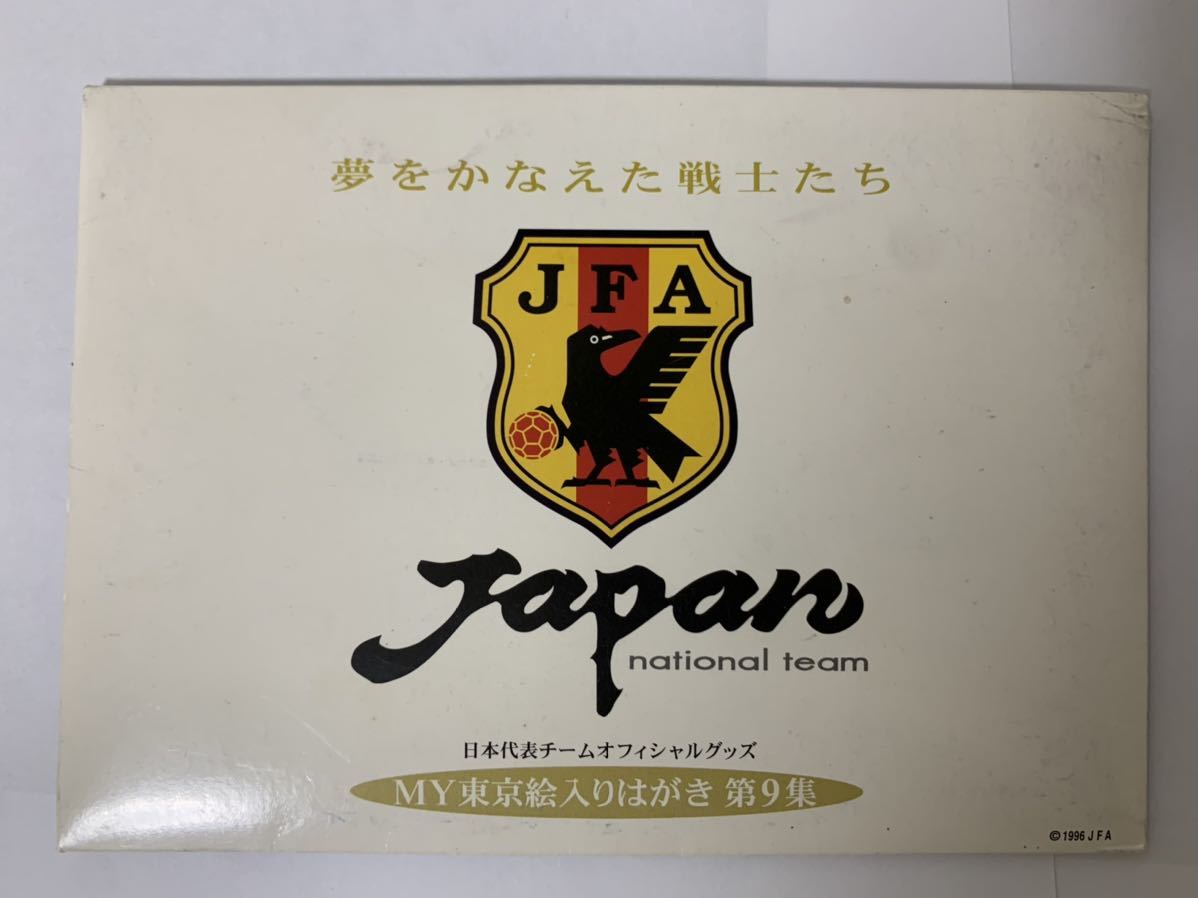 夢をかなえた戦士たち
JFA
Japan
national team
日本代表チームオフィシャルグッズ
MY東京絵入りはがき 第9集
©1996 JFA